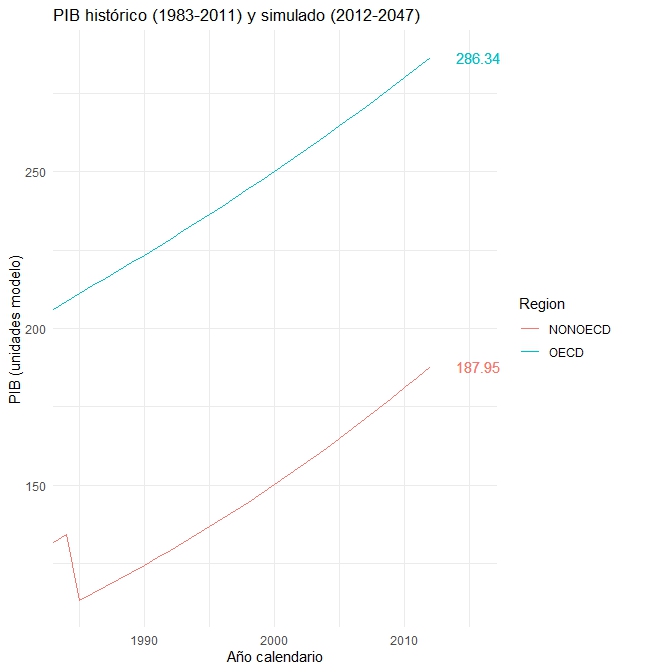 PIB histórico (1983-2011) y simulado (2012-2047)
286.34
250
Region
NONOECD
OECD
200
187.95
150
PIB (unidades modelo)
1990
2000
2010
Año calendario